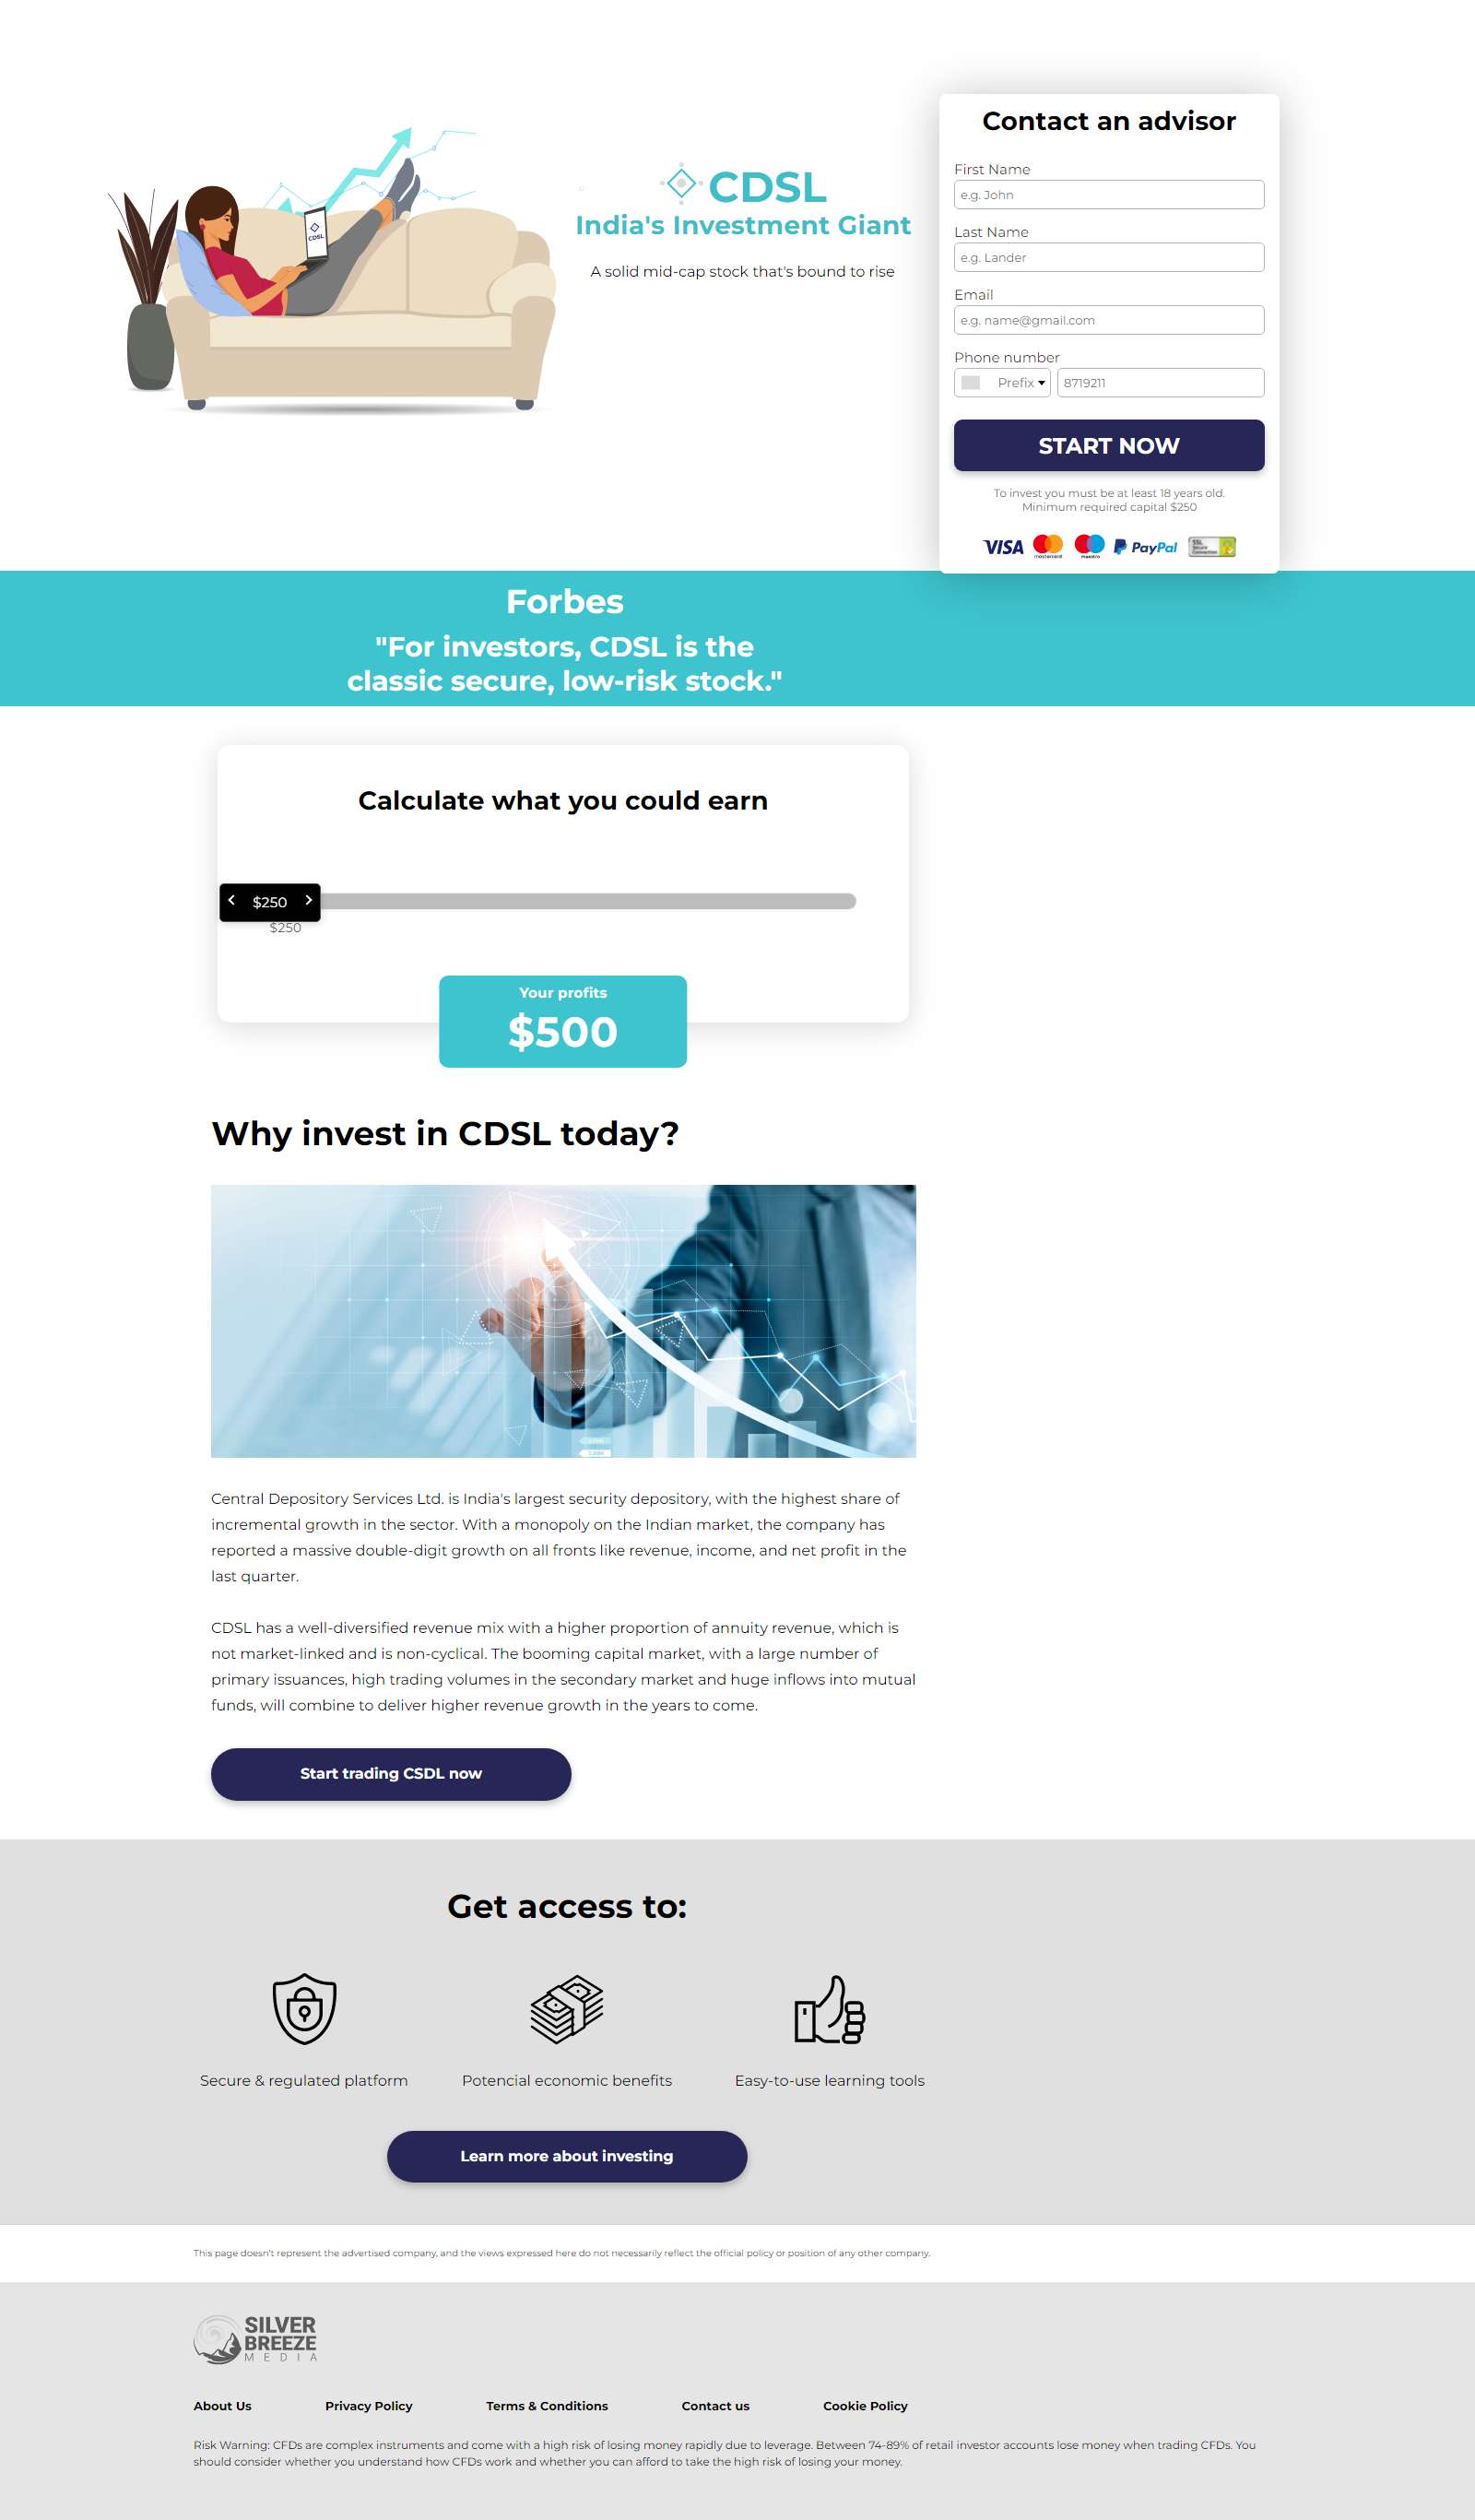 CDSL
India's Investment Giant
A solid mid-cap stock that's bound to rise
CDSL
Contact an advisor
First Name
e.g. John
Last Name
e.g. Lander
Email
e.g. name@gmail.com
Phone number
Prefix
8719211
START NOW
To invest you must be at least 18 years old.
Minimum required capital $250
VISA
mastercard
maestro
PayPal
SSL
Secure
Connection
Forbes
"For investors, CDSL is the
classic secure, low-risk stock."
Calculate what you could earn
$250
$250
Your profits
$500
Why invest in CDSL today?
Central Depository Services Ltd. is India's largest security depository, with the highest share of
incremental growth in the sector. With a monopoly on the Indian market, the company has
reported a massive double-digit growth on all fronts like revenue, income, and net profit in the
last quarter.
CDSL has a well-diversified revenue mix with a higher proportion of annuity revenue, which is
not market-linked and is non-cyclical. The booming capital market, with a large number of
primary issuances, high trading volumes in the secondary market and huge inflows into mutual
funds, will combine to deliver higher revenue growth in the years to come.
Start trading CSDL now
Get access to:
Secure & regulated platform
Potencial economic benefits
Easy-to-use learning tools
Learn more about investing
This page doesn't represent the advertised company, and the views expressed here do not necessarily reflect the official policy or position of any other company.
SILVER
BREEZE
MEDIA
About Us
Privacy Policy
Terms & Conditions
Contact us
Cookie Policy
Risk Warning: CFDs are complex instruments and come with a high risk of losing money rapidly due to leverage. Between 74-89% of retail investor accounts lose money when trading CFDs. You
should consider whether you understand how CFDs work and whether you can afford to take the high risk of losing your money.